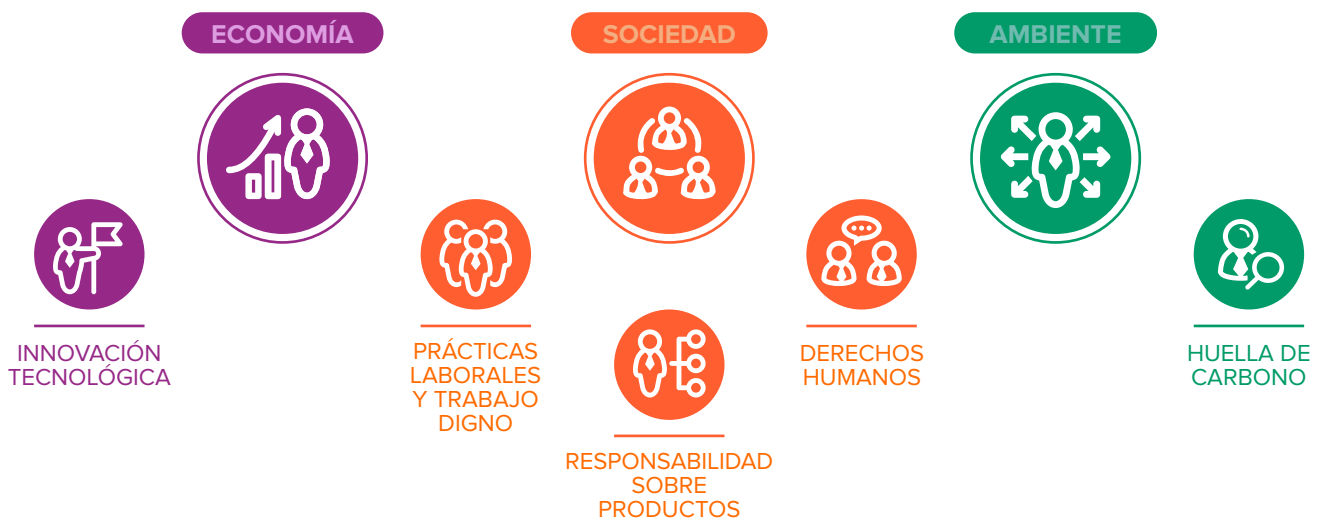 ECONOMÍA
SOCIEDAD
AMBIENTE
INNOVACIÓN
TECNOLÓGICA
PRÁCTICAS
LABORALES
Y TRABAJO
DIGNO
RESPONSABILIDAD
SOBRE
PRODUCTOS
DERECHOS
HUMANOS
HUELLA DE
CARBONO